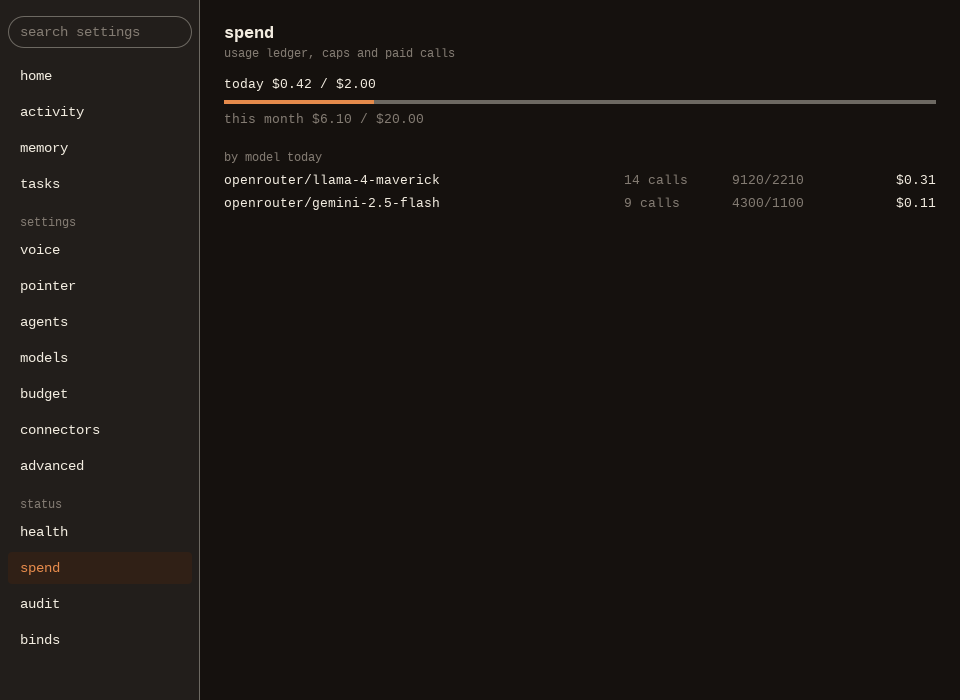 search settings
home
activity
memory
tasks
settings
voice
pointer
agents
models
budget
connectors
advanced
status
health
spend
audit
binds
spend
usage ledger, caps and paid calls
today $0.42 / $2.00
this month $6.10 / $20.00
by model today
openrouter/llama-4-maverick 14 calls 9120/2210 $0.31
openrouter/gemini-2.5-flash 9 calls 4300/1100 $0.11